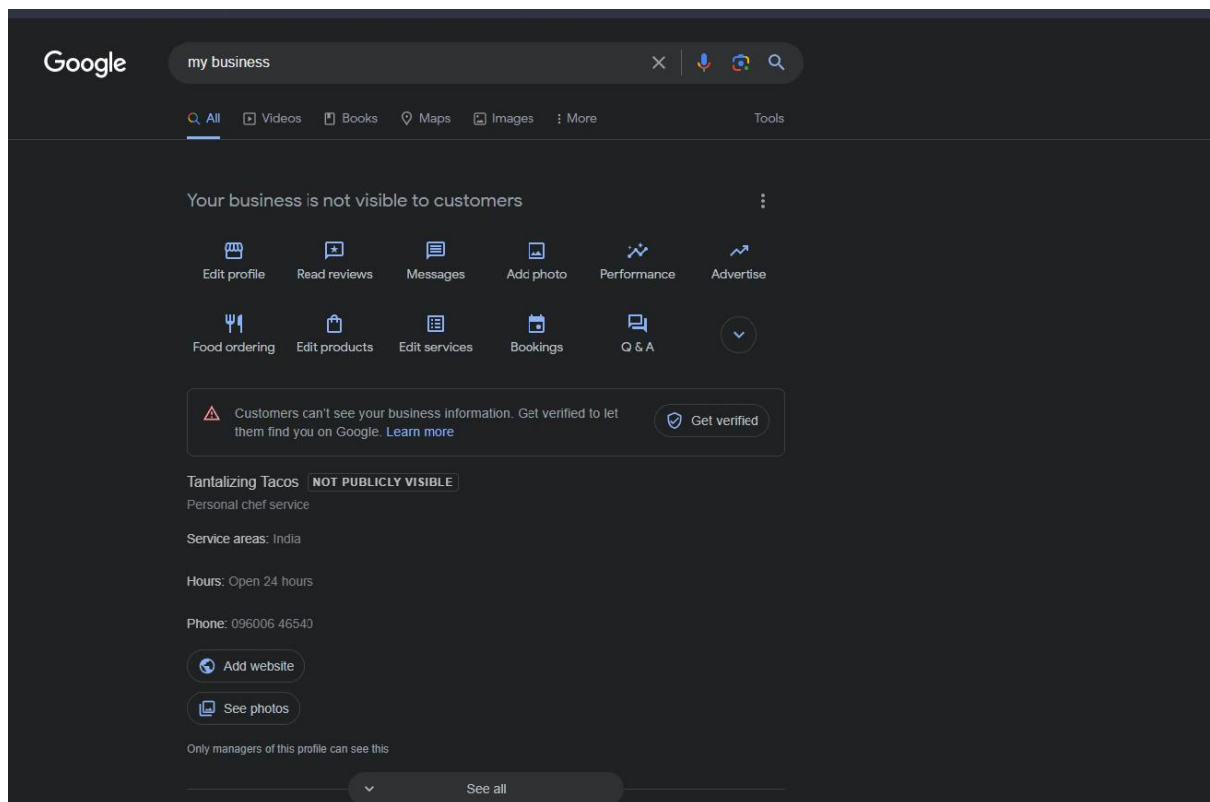 Google
my business
All Videos Books Maps Images More Tools
Your business is not visible to customers
Edit profile Read reviews Messages Add photo Performance Advertise
Food ordering Edit products Edit services Bookings Q & A
Customers can't see your business information. Get verified to let
them find you on Google. Learn more
Get verified
Tantalizing Tacos NOT PUBLICLY VISIBLE
Personal chef service
Service areas: India
Hours: Open 24 hours
Phone: 096006 46540
Add website
See photos
Only managers of this profile can see this
See all